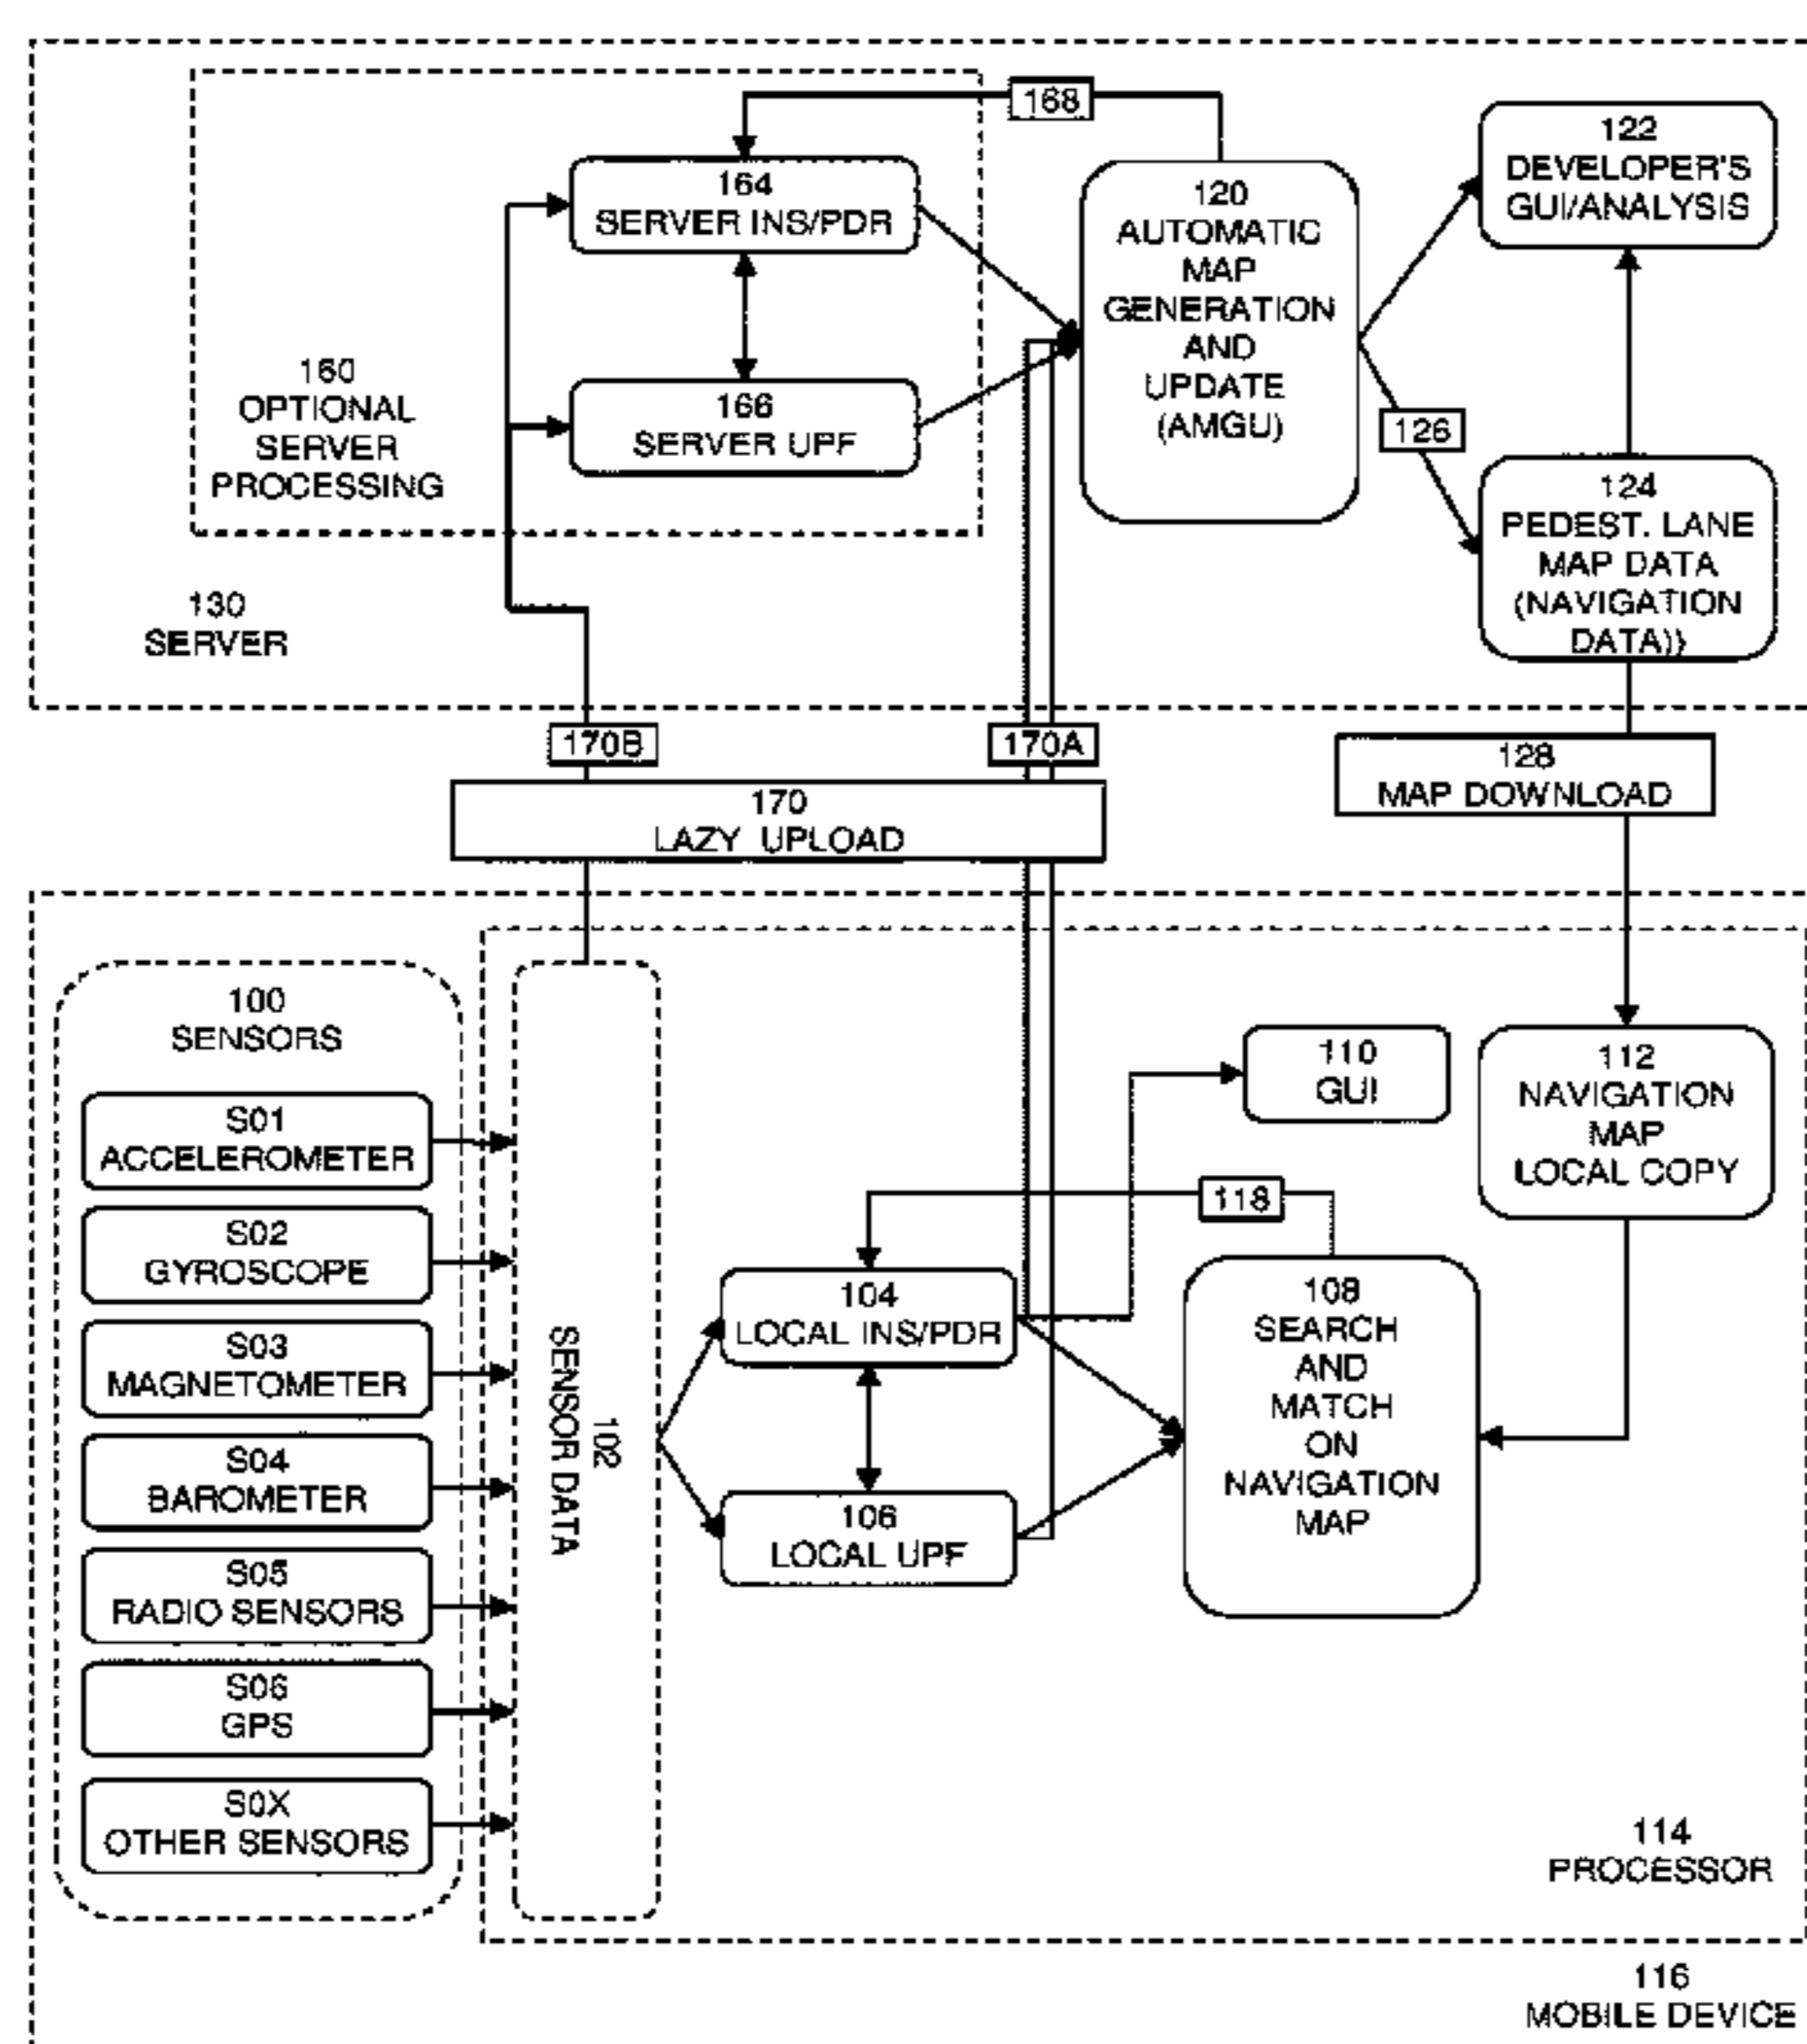 168
164
SERVER INS/PDR
120
AUTOMATIC
MAP
GENERATION
AND
UPDATE
(AMGU)
122
DEVELOPER'S
GUI/ANALYSIS
160
OPTIONAL
SERVER
PROCESSING
166
SERVER UPF
126
124
PEDEST. LANE
MAP DATA
(NAVIGATION
DATA))
130
SERVER
170B
170A
170
LAZY UPLOAD
128
MAP DOWNLOAD
100
SENSORS
S01
ACCELEROMETER
S02
GYROSCOPE
S03
MAGNETOMETER
S04
BAROMETER
S05
RADIO SENSORS
S06
GPS
S0X
OTHER SENSORS
102
SENSOR DATA
104
LOCAL INS/PDR
106
LOCAL UPF
110
GUI
112
NAVIGATION
MAP
LOCAL COPY
118
108
SEARCH
AND
MATCH
ON
NAVIGATION
MAP
114
PROCESSOR
116
MOBILE DEVICE